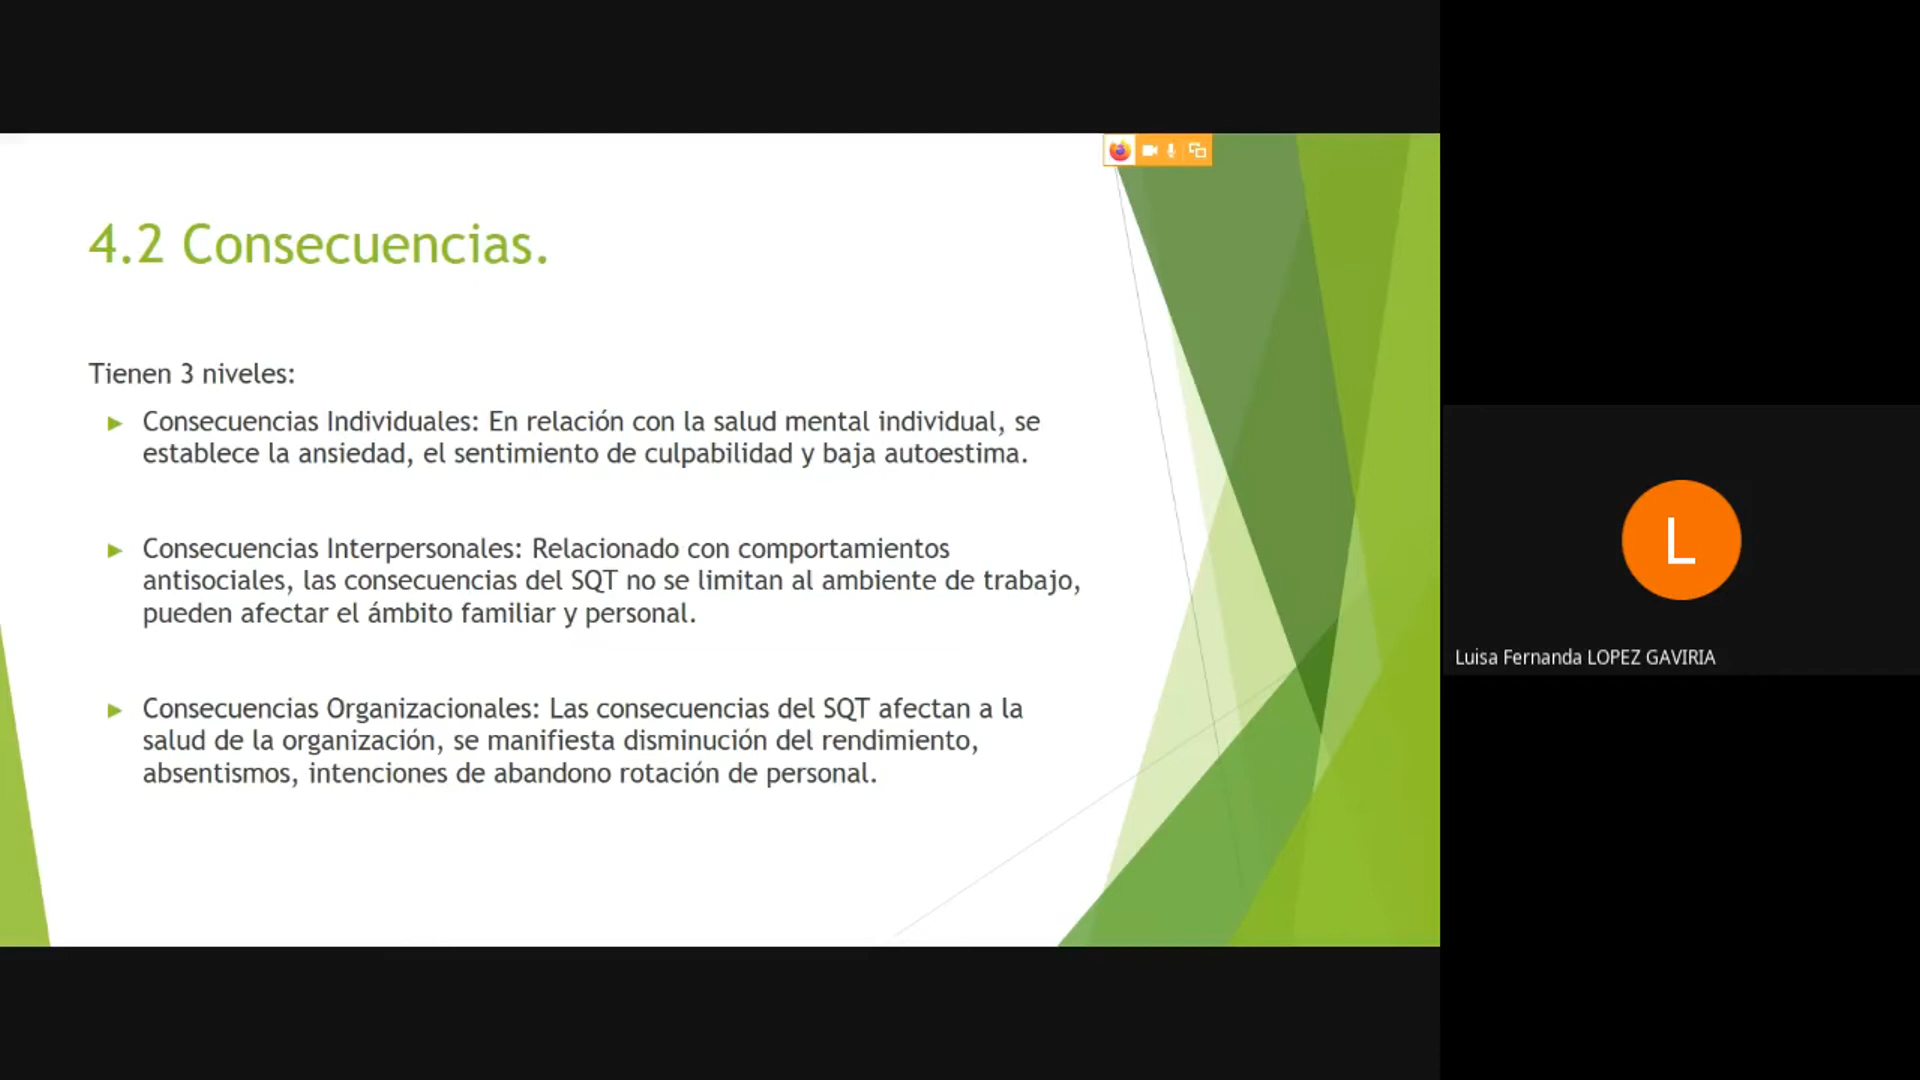 4.2 Consecuencias.
Tienen 3 niveles:
Consecuencias Individuales: En relación con la salud mental individual, se
establece la ansiedad, el sentimiento de culpabilidad y baja autoestima.
Consecuencias Interpersonales: Relacionado con comportamientos
antisociales, las consecuencias del SQT no se limitan al ambiente de trabajo,
pueden afectar el ámbito familiar y personal.
Consecuencias Organizacionales: Las consecuencias del SQT afectan a la
salud de la organización, se manifiesta disminución del rendimiento,
absentismos, intenciones de abandono rotación de personal.
L
Luisa Fernanda LOPEZ GAVIRIA